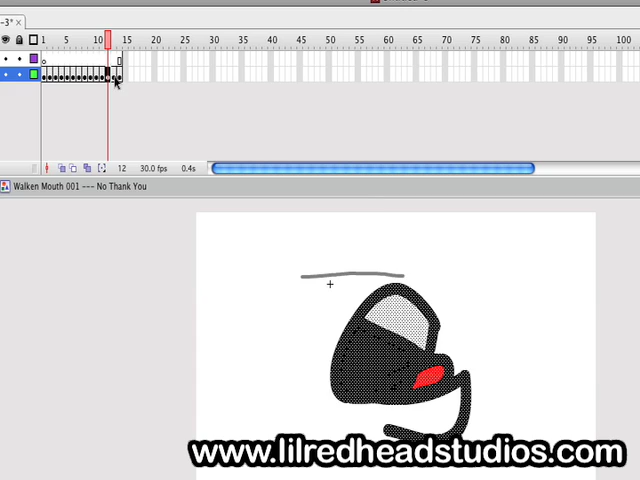 -3* ×
1 5 10 15 20 25 30 35 40 45 50 55 60 65 70 75 80 85 90 95 100
12 30.0 fps 0.4s
Walken Mouth 001 --- No Thank You
www.lilredheadstudios.com